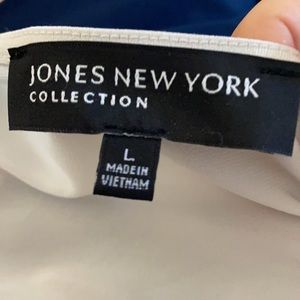 JONES NEW YORK
COLLECTION
L
MADE IN
VIETNAM